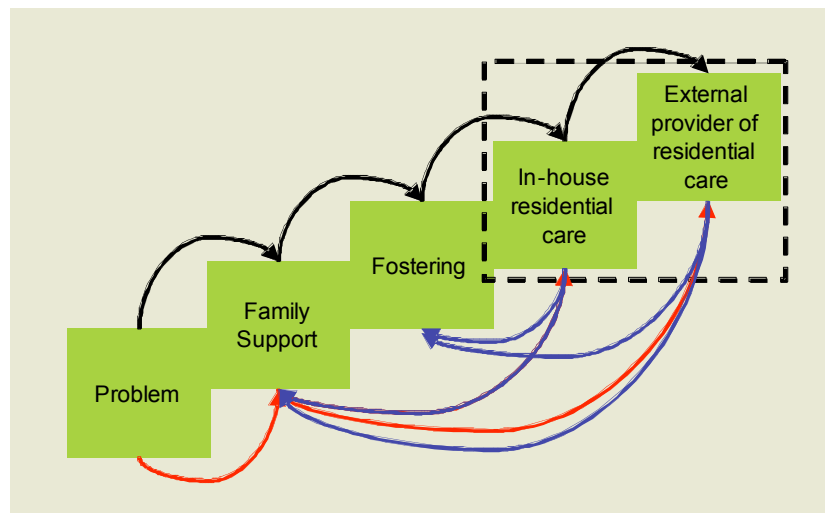 Problem
Family
Support
Fostering
In-house
residential
care
External
provider of
residential
care